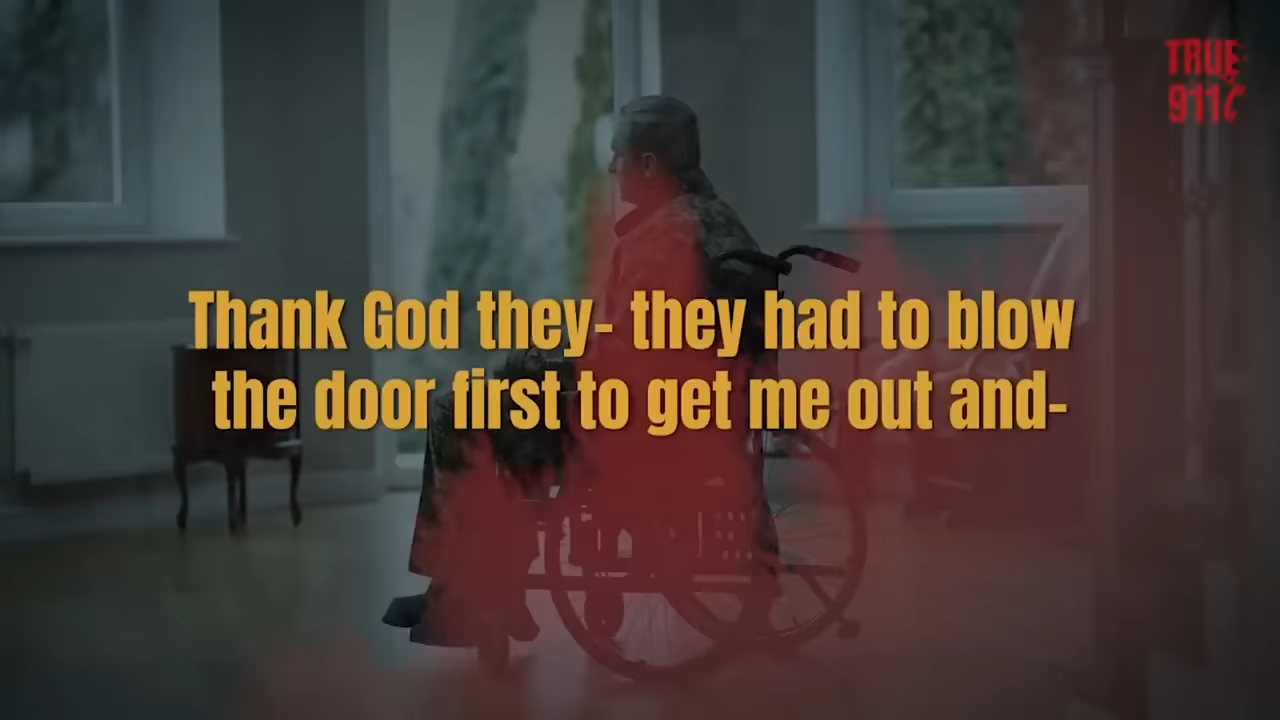 TRUE
911
Thank God they- they had to blow
the door first to get me out and-